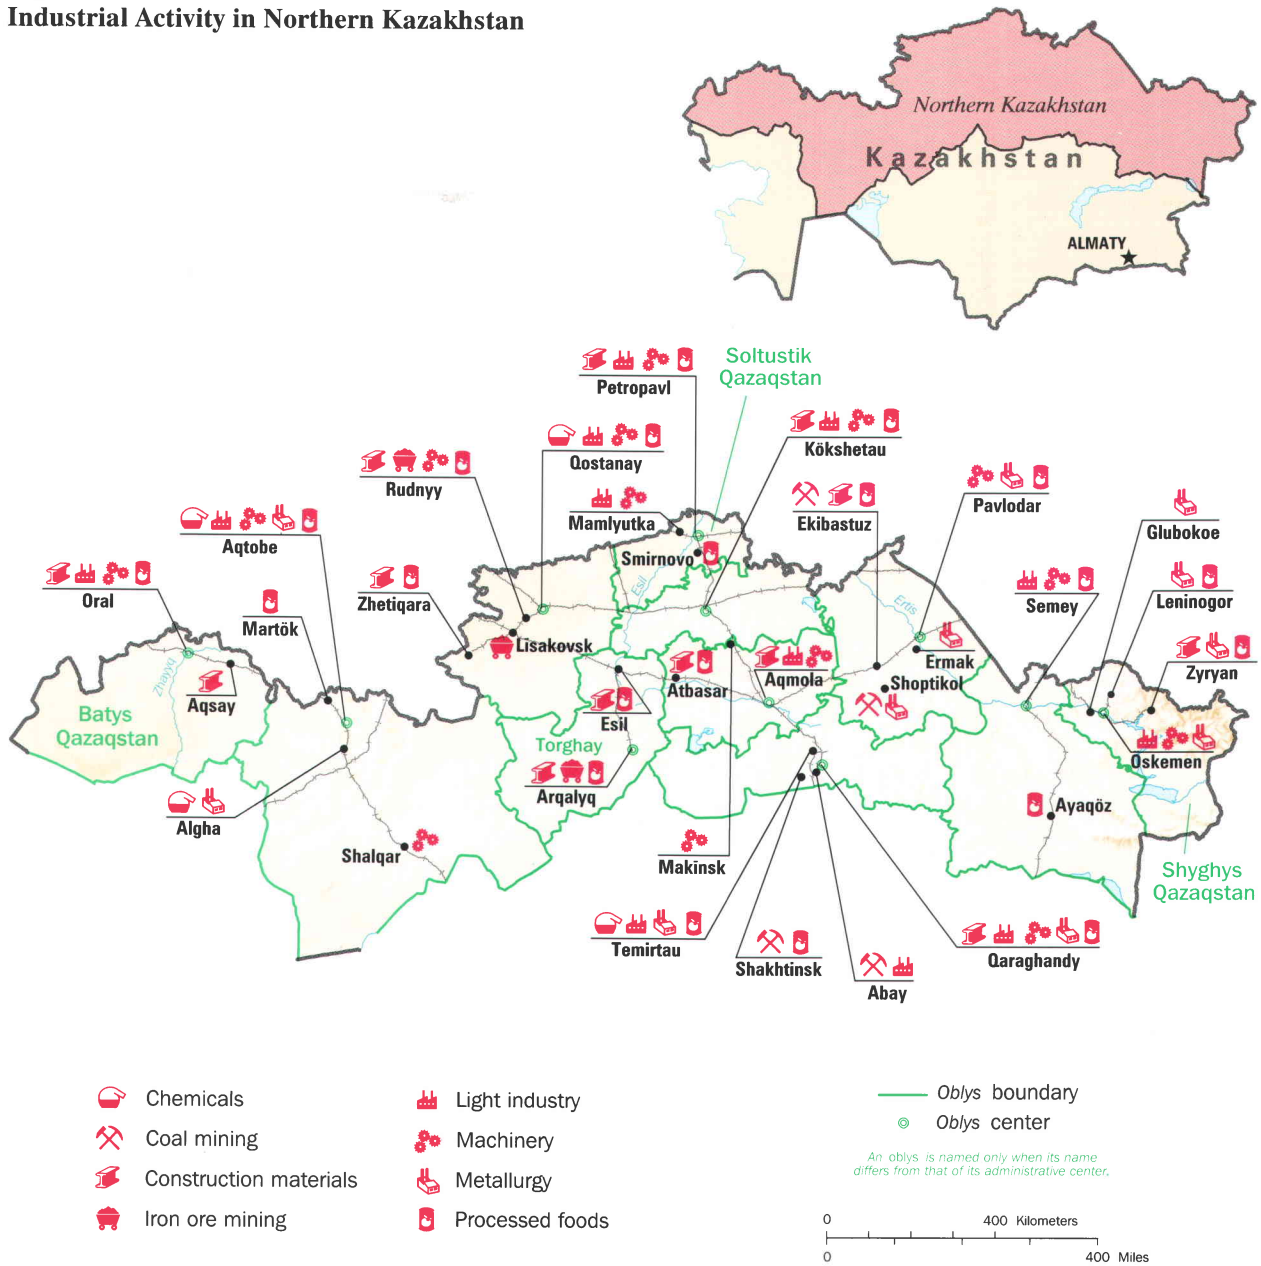 Industrial Activity in Northern Kazakhstan
Northern Kazakhstan
Kazakhstan
ALMATY
Soltustik
Qazaqstan
Petropavl
Kökshetau
Qostanay
Rudnyy
Mamlyutka
Ekibastuz
Pavlodar
Glubokoe
Aqtobe
Smirnovo
Oral
Zhetiqara
Semey
Leninogor
Martök
Esil
Ertis
Lisakovsk
Ermak
Zyryan
Zhayyq
Aqsay
Atbasar
Aqmola
Shoptikol
Batys
Qazaqstan
Esil
Torghay
Oskemen
Arqalyq
Ayaqöz
Algha
Shalqar
Makinsk
Shyghys
Qazaqstan
Temirtau
Shakhtinsk
Qaraghandy
Abay
Chemicals
Coal mining
Construction materials
Iron ore mining
Light industry
Machinery
Metallurgy
Processed foods
Oblys boundary
Oblys center
An oblys is named only when its name
differs from that of its administrative center.
0 400 Kilometers
0 400 Miles